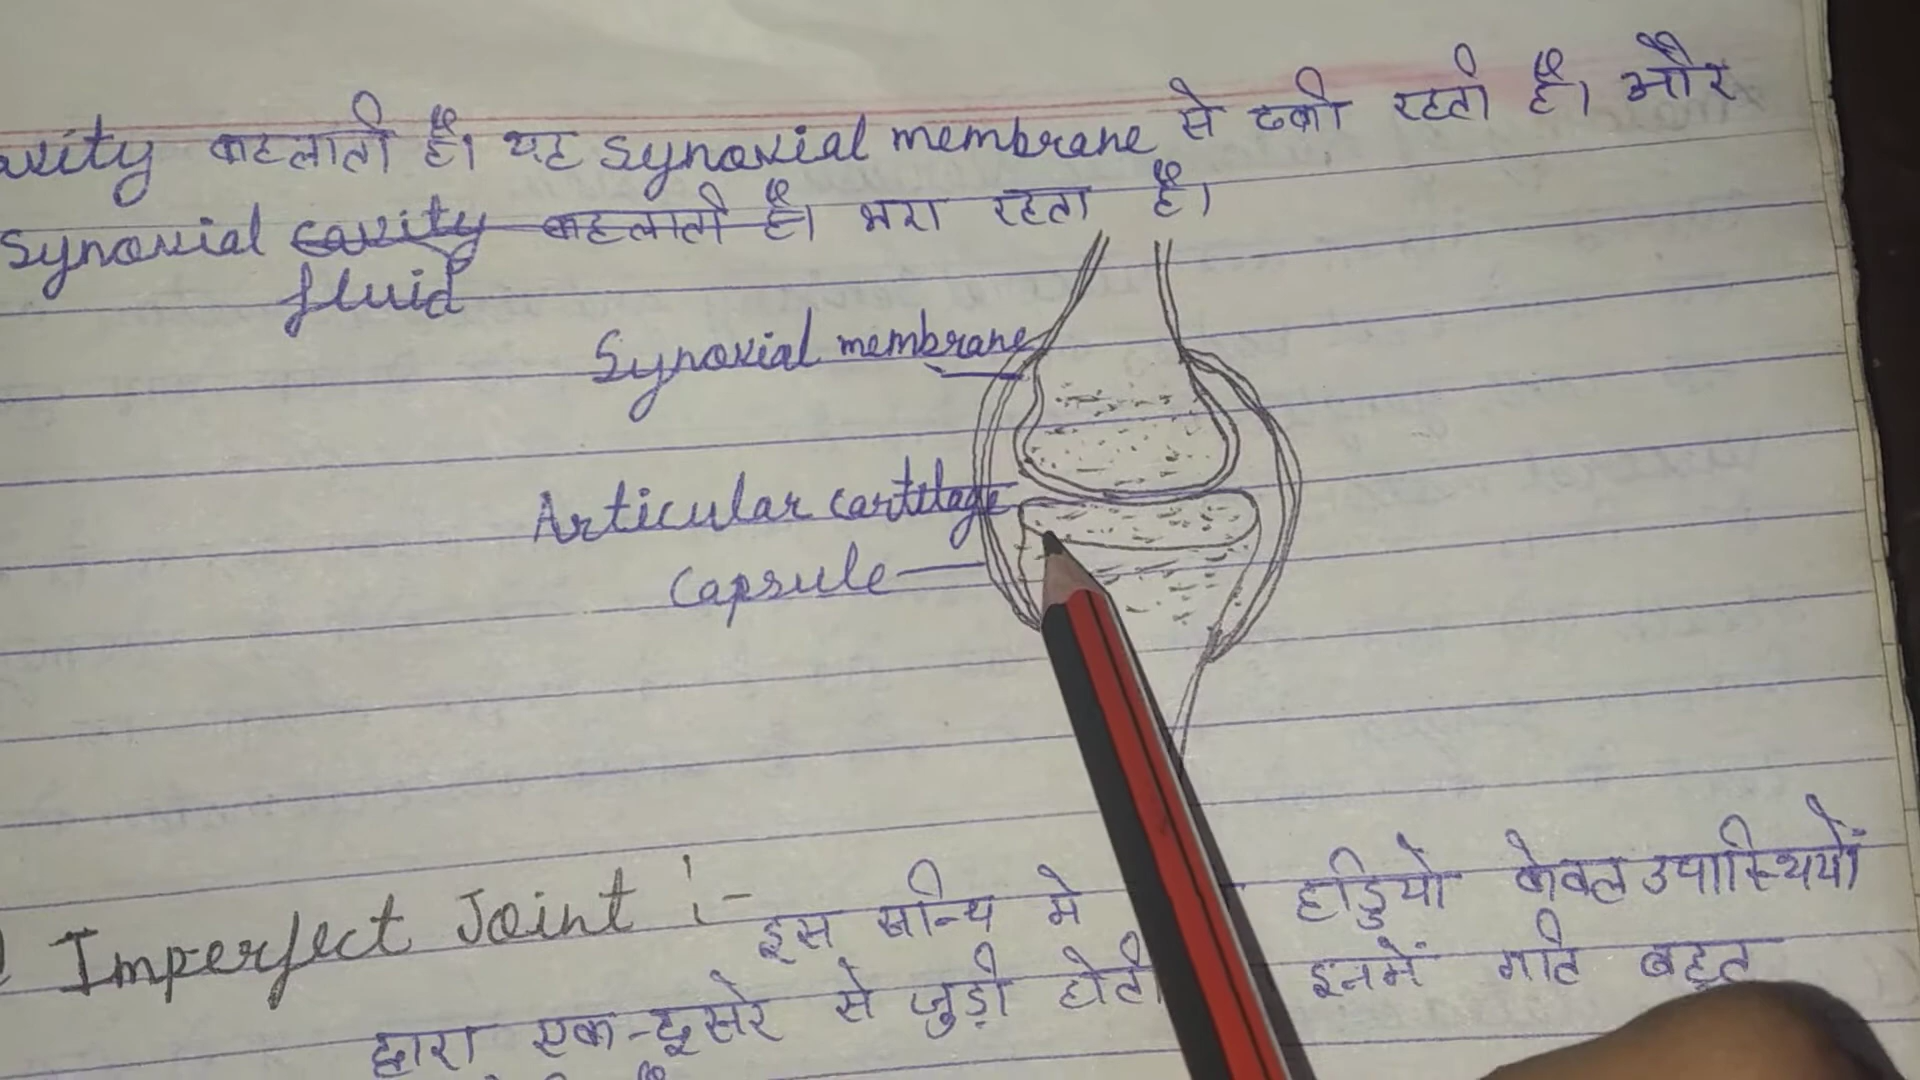 avity कहलाती है। यह synovial membrane से ढकी रहती है। और
synovial cavity कहलाती है। भरा रहता है।
fluid
Synovial membrane
Articular cartilage
Capsule
Imperfect Joint :- इस सन्धि मे हड्डियो केवल उपास्थियों
द्वारा एक-दूसरे से जुड़ी होती इनमें गति बहुत